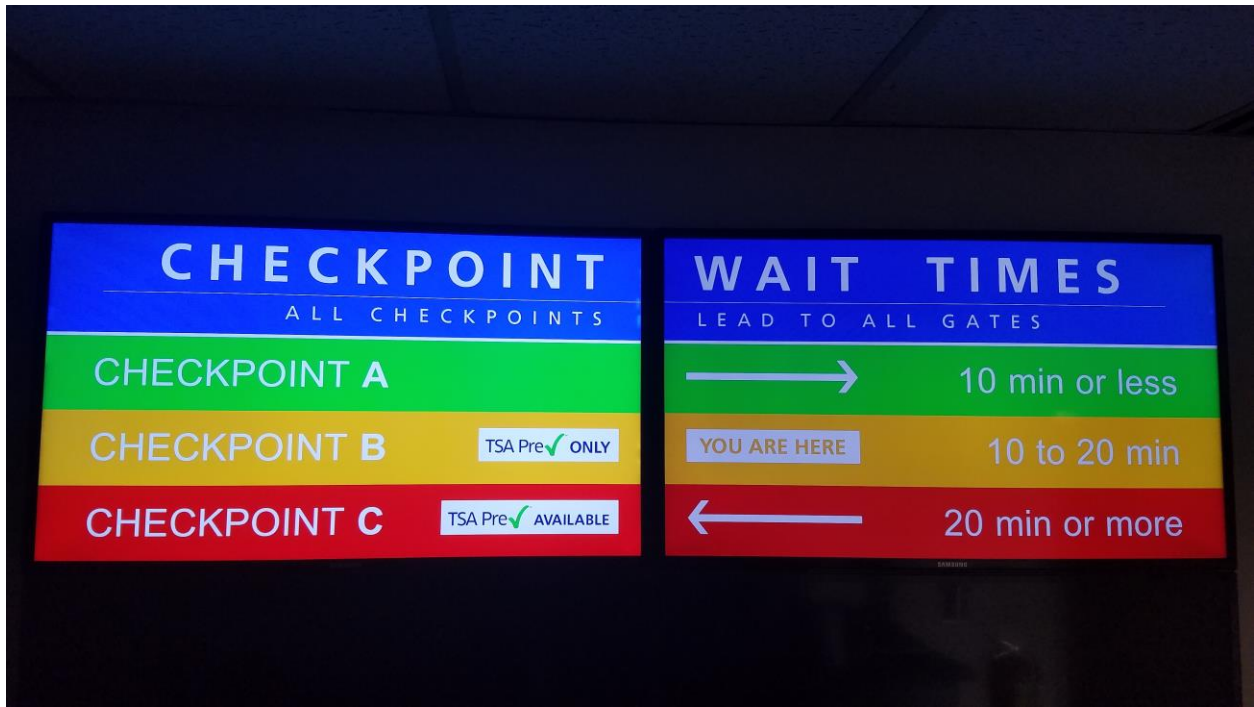 CHECKPOINT WAIT TIMES
ALL CHECKPOINTS LEAD TO ALL GATES
CHECKPOINT A → 10 min or less
CHECKPOINT B TSA Pre✓ ONLY YOU ARE HERE 10 to 20 min
CHECKPOINT C TSA Pre✓ AVAILABLE ← 20 min or more
SAMSUNG